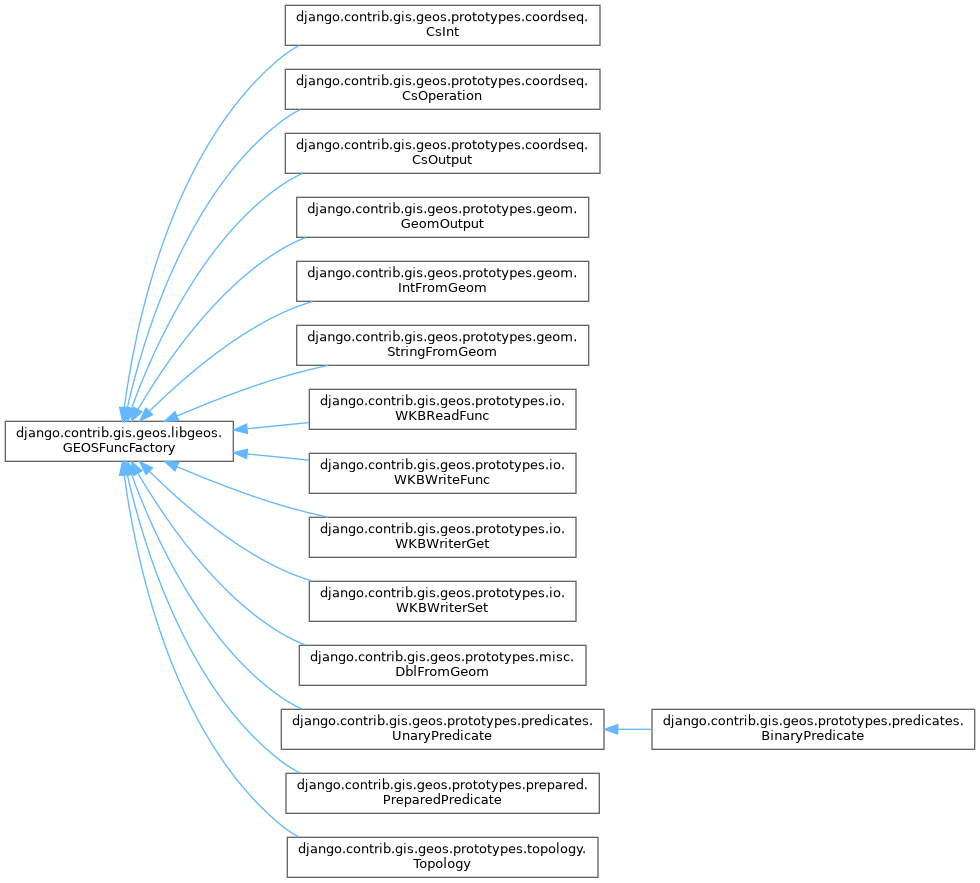 django.contrib.gis.geos.prototypes.coordseq.
CsInt
django.contrib.gis.geos.prototypes.coordseq.
CsOperation
django.contrib.gis.geos.prototypes.coordseq.
CsOutput
django.contrib.gis.geos.prototypes.geom.
GeomOutput
django.contrib.gis.geos.prototypes.geom.
IntFromGeom
django.contrib.gis.geos.prototypes.geom.
StringFromGeom
django.contrib.gis.geos.prototypes.io.
WKBReadFunc
django.contrib.gis.geos.libgeos.
GEOSFuncFactory
django.contrib.gis.geos.prototypes.io.
WKBWriteFunc
django.contrib.gis.geos.prototypes.io.
WKBWriterGet
django.contrib.gis.geos.prototypes.io.
WKBWriterSet
django.contrib.gis.geos.prototypes.misc.
DblFromGeom
django.contrib.gis.geos.prototypes.predicates.
UnaryPredicate
django.contrib.gis.geos.prototypes.predicates.
BinaryPredicate
django.contrib.gis.geos.prototypes.prepared.
PreparedPredicate
django.contrib.gis.geos.prototypes.topology.
Topology